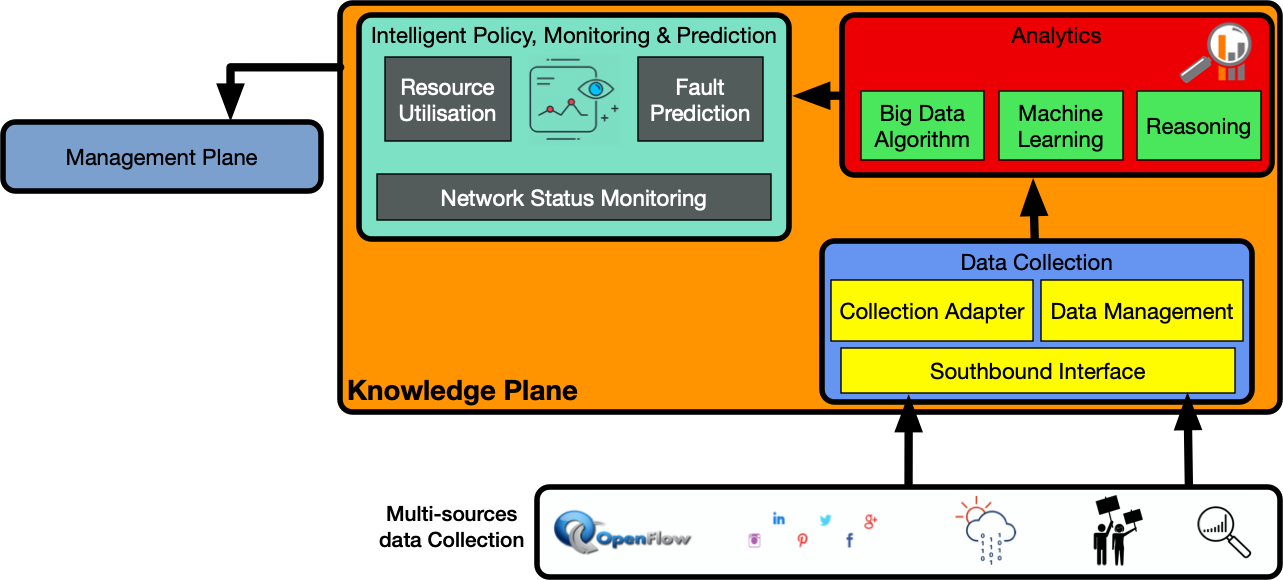 Intelligent Policy, Monitoring & Prediction
Resource
Utilisation
Fault
Prediction
Network Status Monitoring
Analytics
Big Data
Algorithm
Machine
Learning
Reasoning
Management Plane
Data Collection
Collection Adapter
Data Management
Southbound Interface
Knowledge Plane
Multi-sources
data Collection
OpenFlow
in
g+
p
f